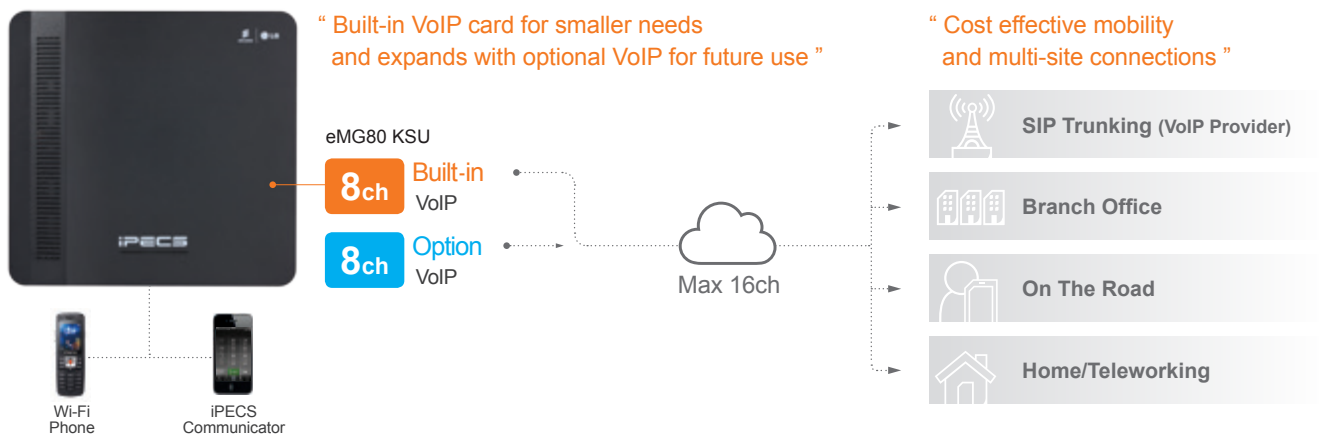 “ Built-in VoIP card for smaller needs
and expands with optional VoIP for future use ”
“ Cost effective mobility
and multi-site connections ”
LG
iPECS
eMG80 KSU
8ch
Built-in
VoIP
8ch
Option
VoIP
Max 16ch
SIP Trunking (VoIP Provider)
Branch Office
On The Road
Home/Teleworking
Wi-Fi
Phone
iPECS
Communicator